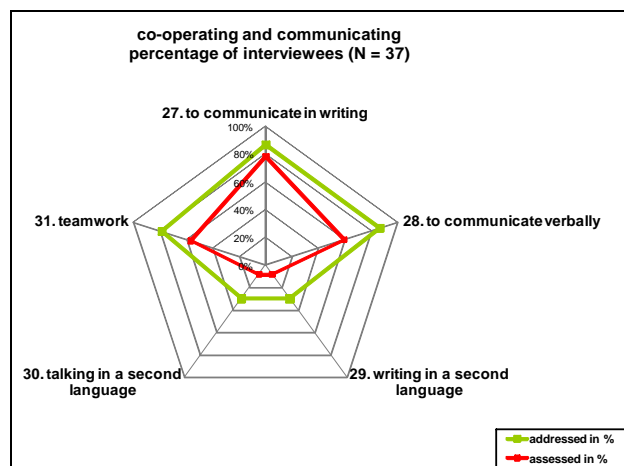 co-operating and communicating
percentage of interviewees (N = 37)
27. to communicate in writing
100%
80%
60%
40%
20%
0%
31. teamwork
28. to communicate verbally
30. talking in a second
language
29. writing in a second
language
addressed in %
assessed in %